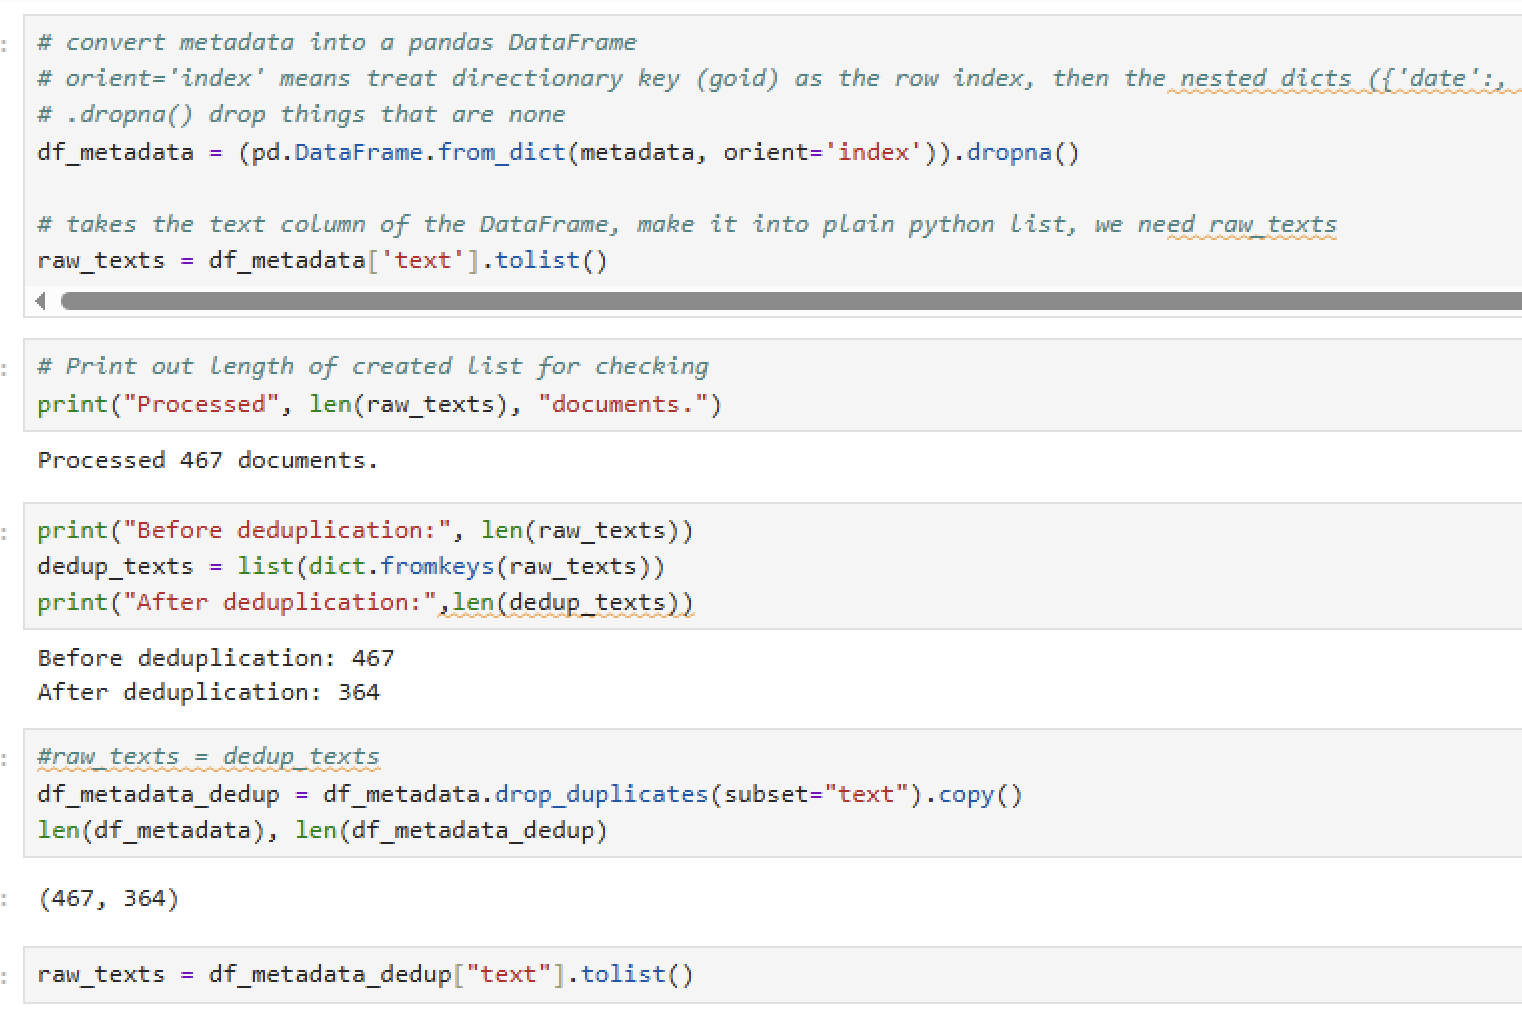 # convert metadata into a pandas DataFrame
# orient='index' means treat directionary key (goid) as the row index, then the nested dicts ({'date':,
# .dropna() drop things that are none
df_metadata = (pd.DataFrame.from_dict(metadata, orient='index')).dropna()
# takes the text column of the DataFrame, make it into plain python list, we need raw_texts
raw_texts = df_metadata['text'].tolist()
# Print out length of created list for checking
print("Processed", len(raw_texts), "documents.")
Processed 467 documents.
print("Before deduplication:", len(raw_texts))
dedup_texts = list(dict.fromkeys(raw_texts))
print("After deduplication:",len(dedup_texts))
Before deduplication: 467
After deduplication: 364
#raw_texts = dedup_texts
df_metadata_dedup = df_metadata.drop_duplicates(subset="text").copy()
len(df_metadata), len(df_metadata_dedup)
(467, 364)
raw_texts = df_metadata_dedup["text"].tolist()